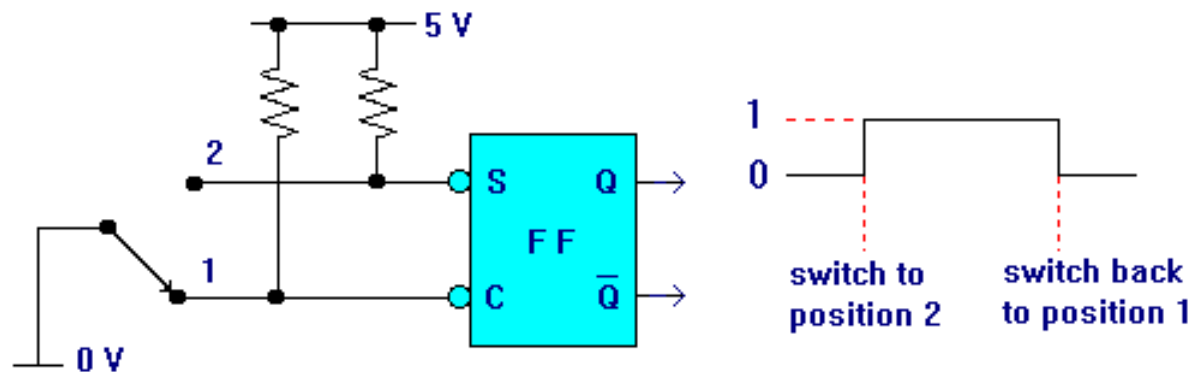 5 V
2
1
0 V
S Q
F F
C Q̅
1
0
switch to
position 2
switch back
to position 1